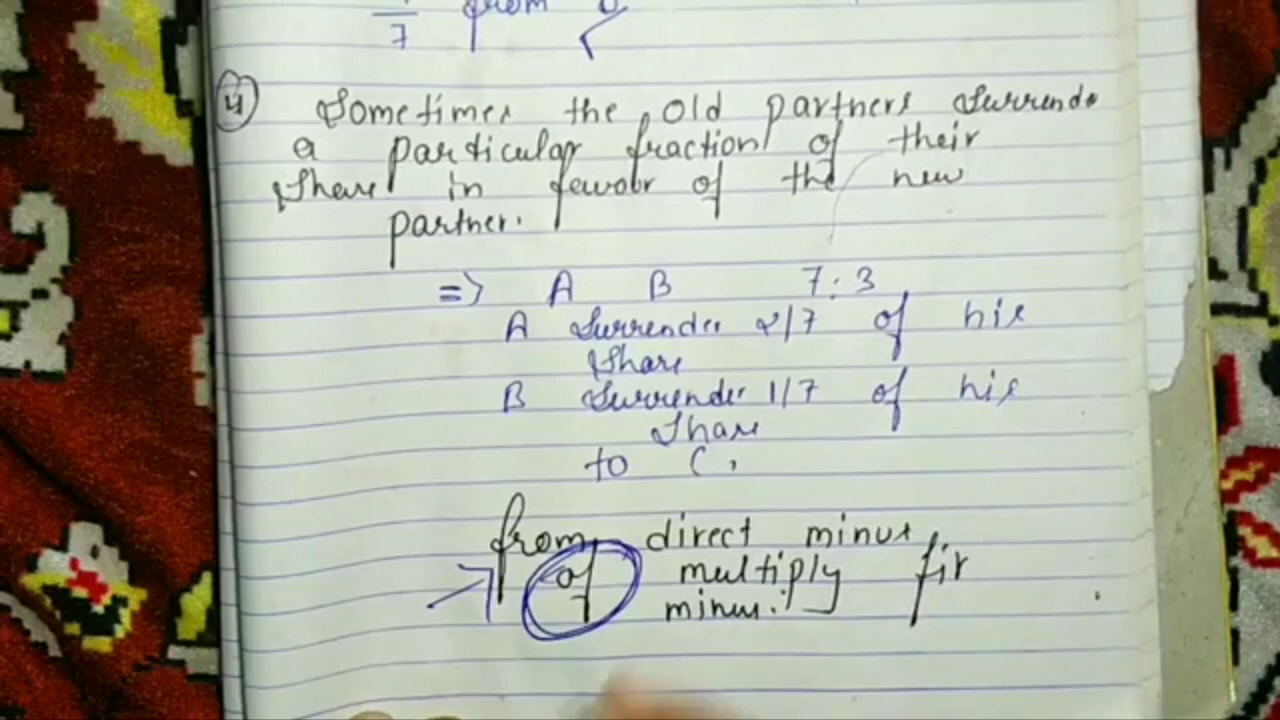 7 from
4 Sometimes the old partners surrende
a particular fraction of their
Share in fewobr of the new
partner.
=> A B 7:3
A Surrender 2/7 of his
Share
B Surrender 1/7 of his
Share
to C.
from direct minus
of multiply fir
minus.